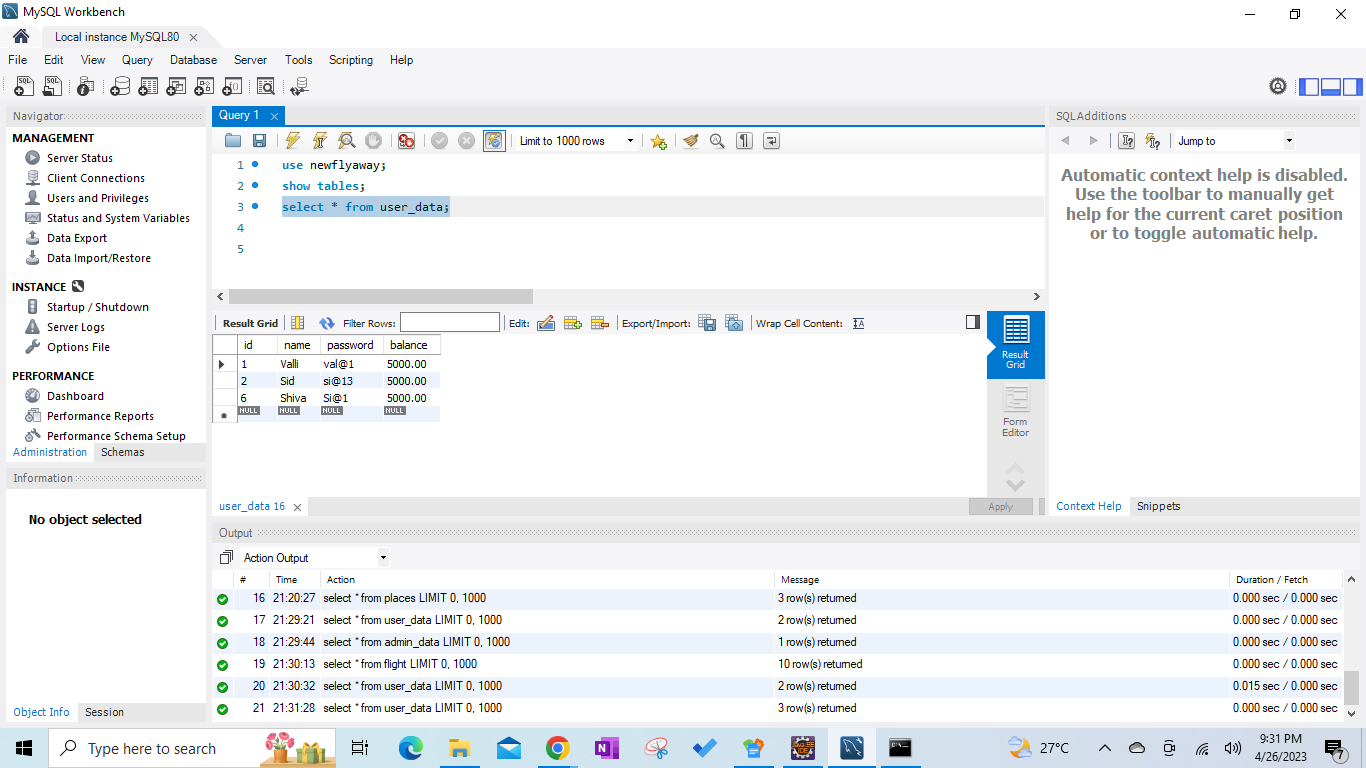 MySQL Workbench
Local instance MySQL80
File Edit View Query Database Server Tools Scripting Help
Navigator
MANAGEMENT
Server Status
Client Connections
Users and Privileges
Status and System Variables
Data Export
Data Import/Restore
INSTANCE
Startup / Shutdown
Server Logs
Options File
PERFORMANCE
Dashboard
Performance Reports
Performance Schema Setup
Administration Schemas
Information
No object selected
Object Info Session
Query 1
Limit to 1000 rows
1 use newflyaway;
2 show tables;
3 select * from user_data;
4
5
Result Grid Filter Rows: Edit: Export/Import: Wrap Cell Content:
id name password balance
1 Valli val@1 5000.00
2 Sid si@13 5000.00
6 Shiva Si@1 5000.00
NULL NULL NULL NULL
Result
Grid
Form
Editor
user_data 16
Apply
SQLAdditions
Jump to
Automatic context help is disabled.
Use the toolbar to manually get
help for the current caret position
or to toggle automatic help.
Context Help Snippets
Output
Action Output
# Time Action Message Duration / Fetch
16 21:20:27 select * from places LIMIT 0, 1000 3 row(s) returned 0.000 sec / 0.000 sec
17 21:29:21 select * from user_data LIMIT 0, 1000 2 row(s) returned 0.000 sec / 0.000 sec
18 21:29:44 select * from admin_data LIMIT 0, 1000 1 row(s) returned 0.000 sec / 0.000 sec
19 21:30:13 select * from flight LIMIT 0, 1000 10 row(s) returned 0.000 sec / 0.000 sec
20 21:30:32 select * from user_data LIMIT 0, 1000 2 row(s) returned 0.015 sec / 0.000 sec
21 21:31:28 select * from user_data LIMIT 0, 1000 3 row(s) returned 0.000 sec / 0.000 sec
Type here to search
27°C
9:31 PM
4/26/2023
7